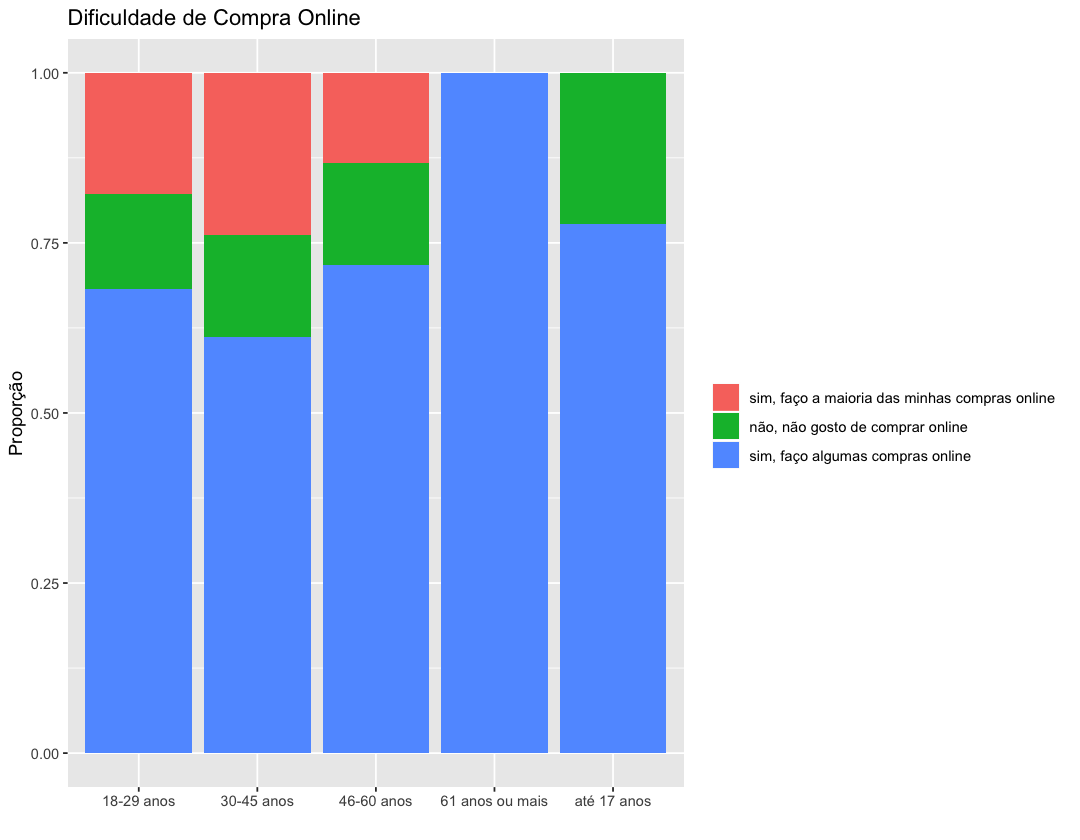 Dificuldade de Compra Online
Proporção
1.00
0.75
0.50
0.25
0.00
18-29 anos
30-45 anos
46-60 anos
61 anos ou mais
até 17 anos
sim, faço a maioria das minhas compras online
não, não gosto de comprar online
sim, faço algumas compras online